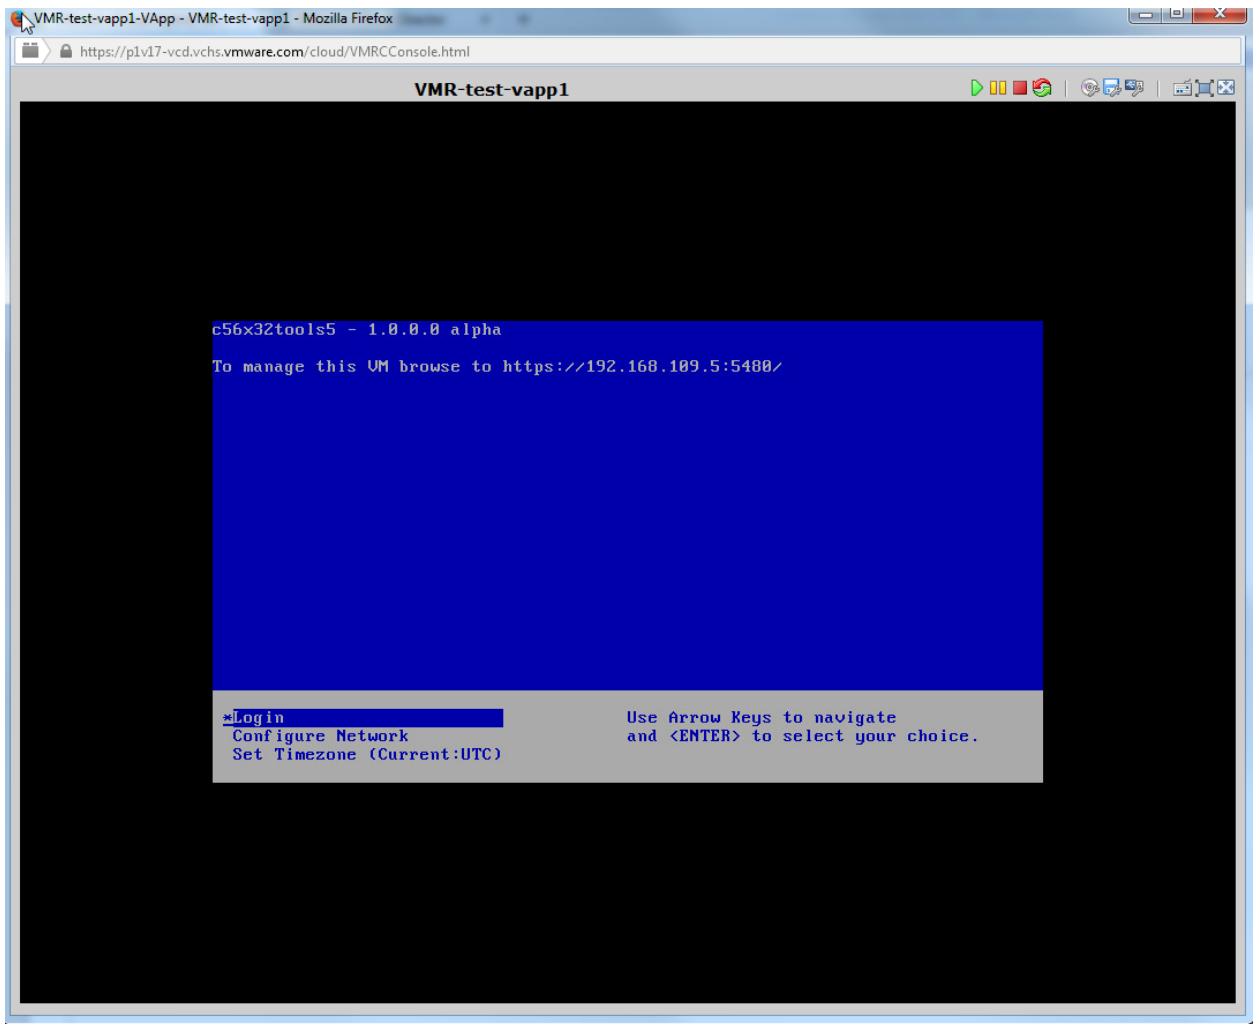 VMR-test-vapp1-VApp - VMR-test-vapp1 - Mozilla Firefox
https://p1v17-vcd.vchs.vmware.com/cloud/VMRCConsole.html
VMR-test-vapp1
c56x32tools5 - 1.0.0.0 alpha
To manage this VM browse to https://192.168.109.5:5480/
*Login
Use Arrow Keys to navigate
Configure Network
and <ENTER> to select your choice.
Set Timezone (Current:UTC)